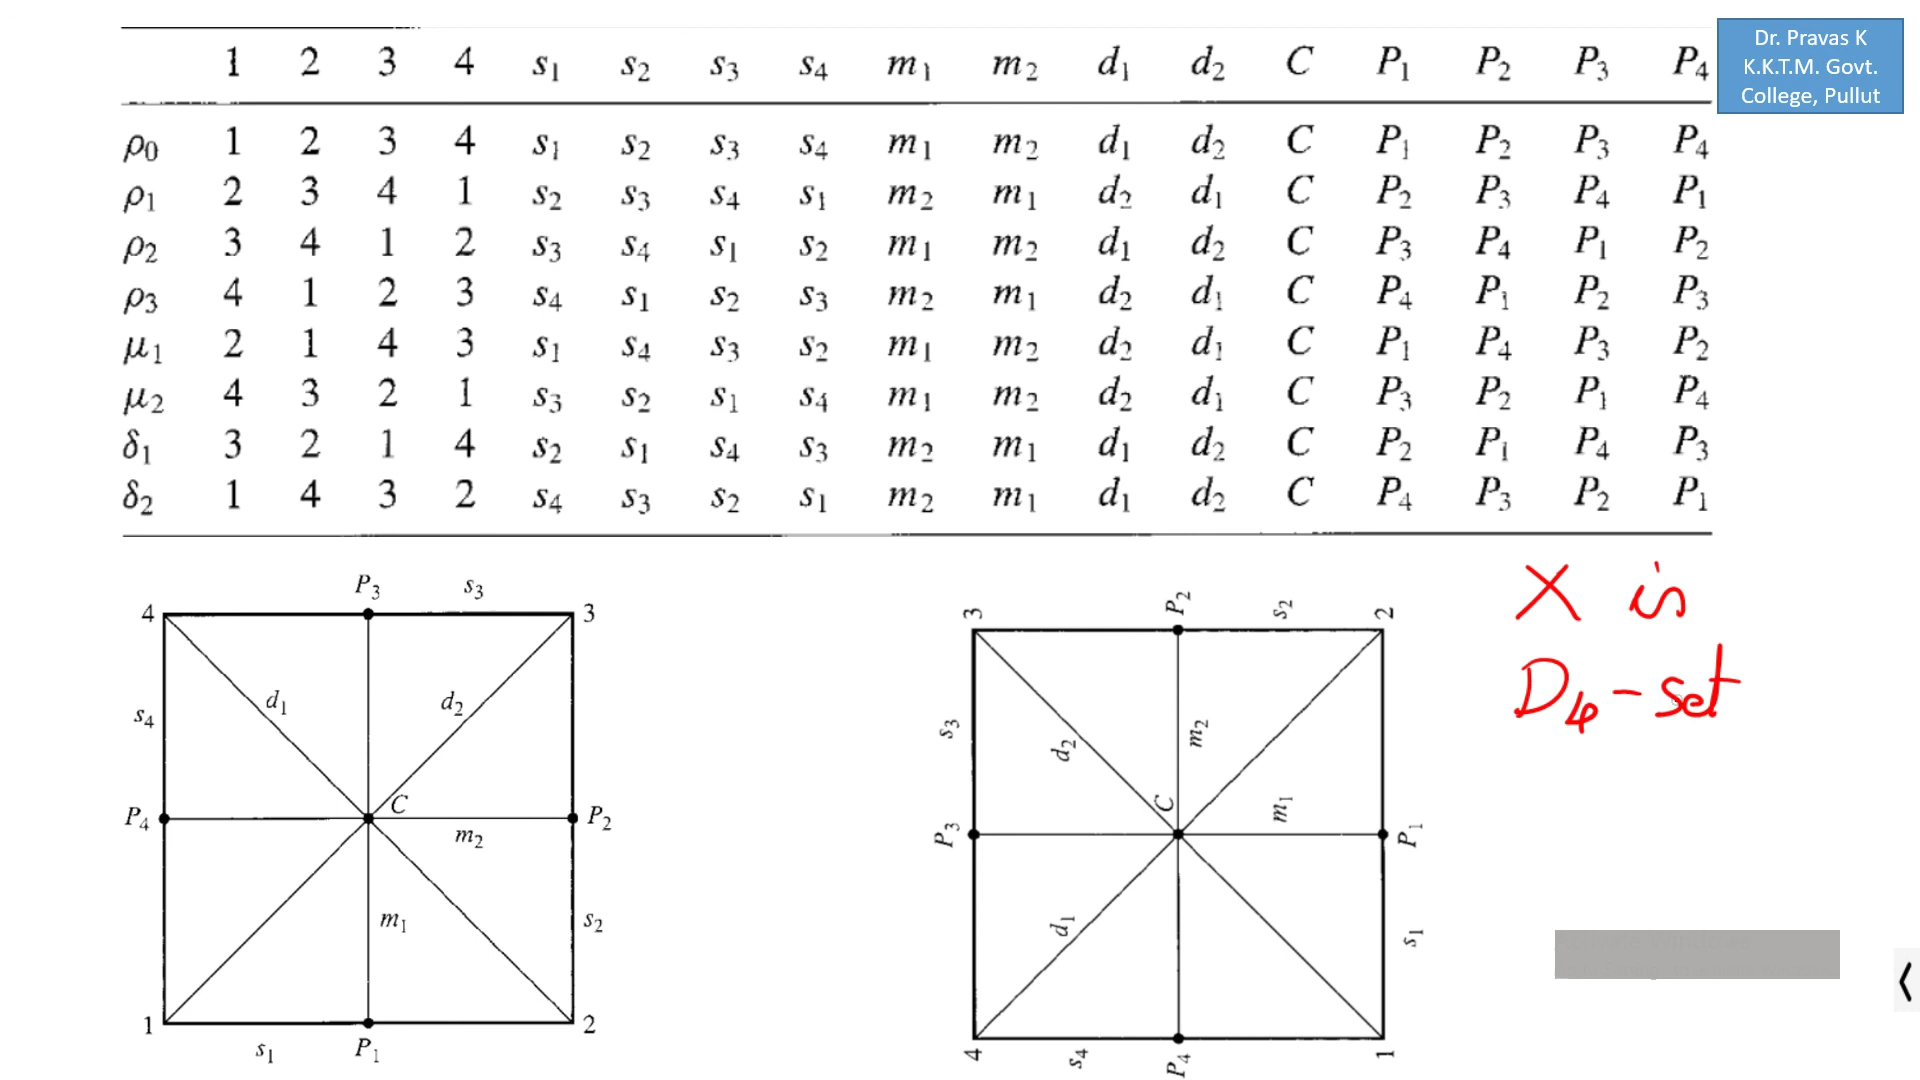 1 2 3 4 s₁ s₂ s₃ s₄ m₁ m₂ d₁ d₂ C P₁ P₂ P₃ P₄
ρ₀ 1 2 3 4 s₁ s₂ s₃ s₄ m₁ m₂ d₁ d₂ C P₁ P₂ P₃ P₄
ρ₁ 2 3 4 1 s₂ s₃ s₄ s₁ m₂ m₁ d₂ d₁ C P₂ P₃ P₄ P₁
ρ₂ 3 4 1 2 s₃ s₄ s₁ s₂ m₁ m₂ d₁ d₂ C P₃ P₄ P₁ P₂
ρ₃ 4 1 2 3 s₄ s₁ s₂ s₃ m₂ m₁ d₂ d₁ C P₄ P₁ P₂ P₃
μ₁ 2 1 4 3 s₁ s₄ s₃ s₂ m₁ m₂ d₂ d₁ C P₁ P₄ P₃ P₂
μ₂ 4 3 2 1 s₃ s₂ s₁ s₄ m₁ m₂ d₂ d₁ C P₃ P₂ P₁ P₄
δ₁ 3 2 1 4 s₂ s₁ s₄ s₃ m₂ m₁ d₁ d₂ C P₂ P₁ P₄ P₃
δ₂ 1 4 3 2 s₄ s₃ s₂ s₁ m₂ m₁ d₁ d₂ C P₄ P₃ P₂ P₁
Dr. Pravas K
K.K.T.M. Govt.
College, Pullut
P₃ s₃
4 3
d₁ d₂
s₄
C
P₄ P₂
m₂
m₁ s₂
1 2
s₁ P₁
3 P₂ s₂ 2
s₃ d₂ m₂
C m₁
P₃ P₁
d₁ s₁
4 s₄ P₄ 1
X is
D₄-set